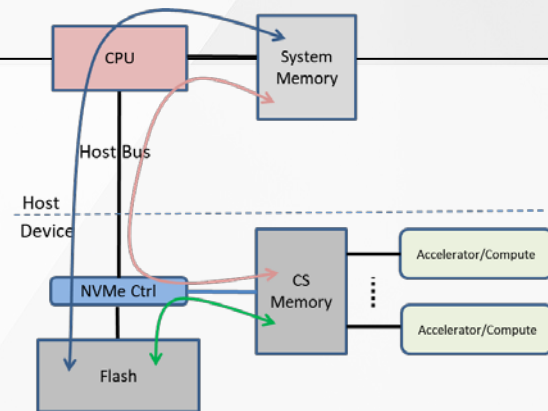 CPU
System
Memory
Host Bus
Host
Device
NVMe Ctrl
CS
Memory
Accelerator/Compute
Accelerator/Compute
Flash